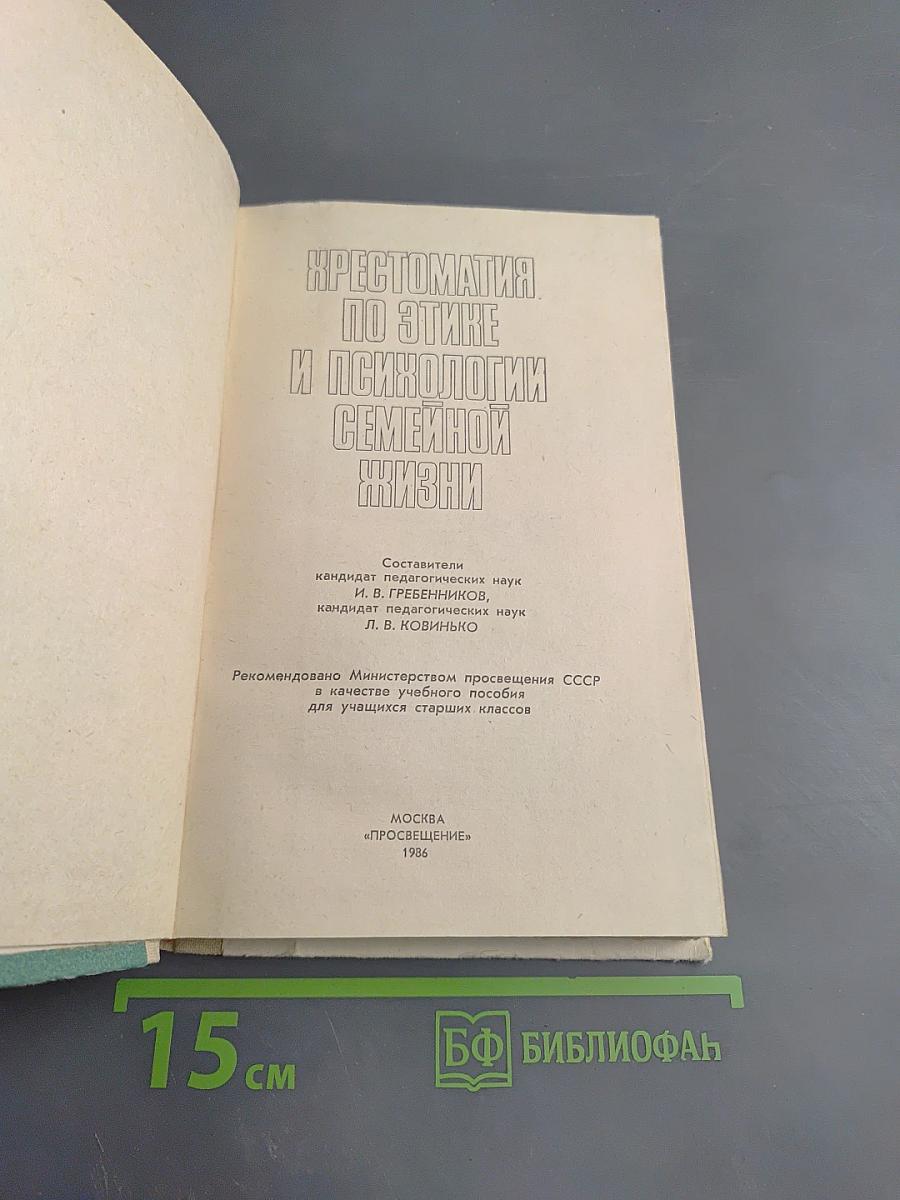 ХРЕСТОМАТИЯ
ПО ЭТИКЕ
И ПСИХОЛОГИИ
СЕМЕЙНОЙ
ЖИЗНИ
Составители
кандидат педагогических наук
И. В. ГРЕБЕННИКОВ,
кандидат педагогических наук
Л. В. КОВИНЬКО
Рекомендовано Министерством просвещения СССР
в качестве учебного пособия
для учащихся старших классов
МОСКВА
«ПРОСВЕЩЕНИЕ»
1986
15 см
БФ БИБЛИОФАН